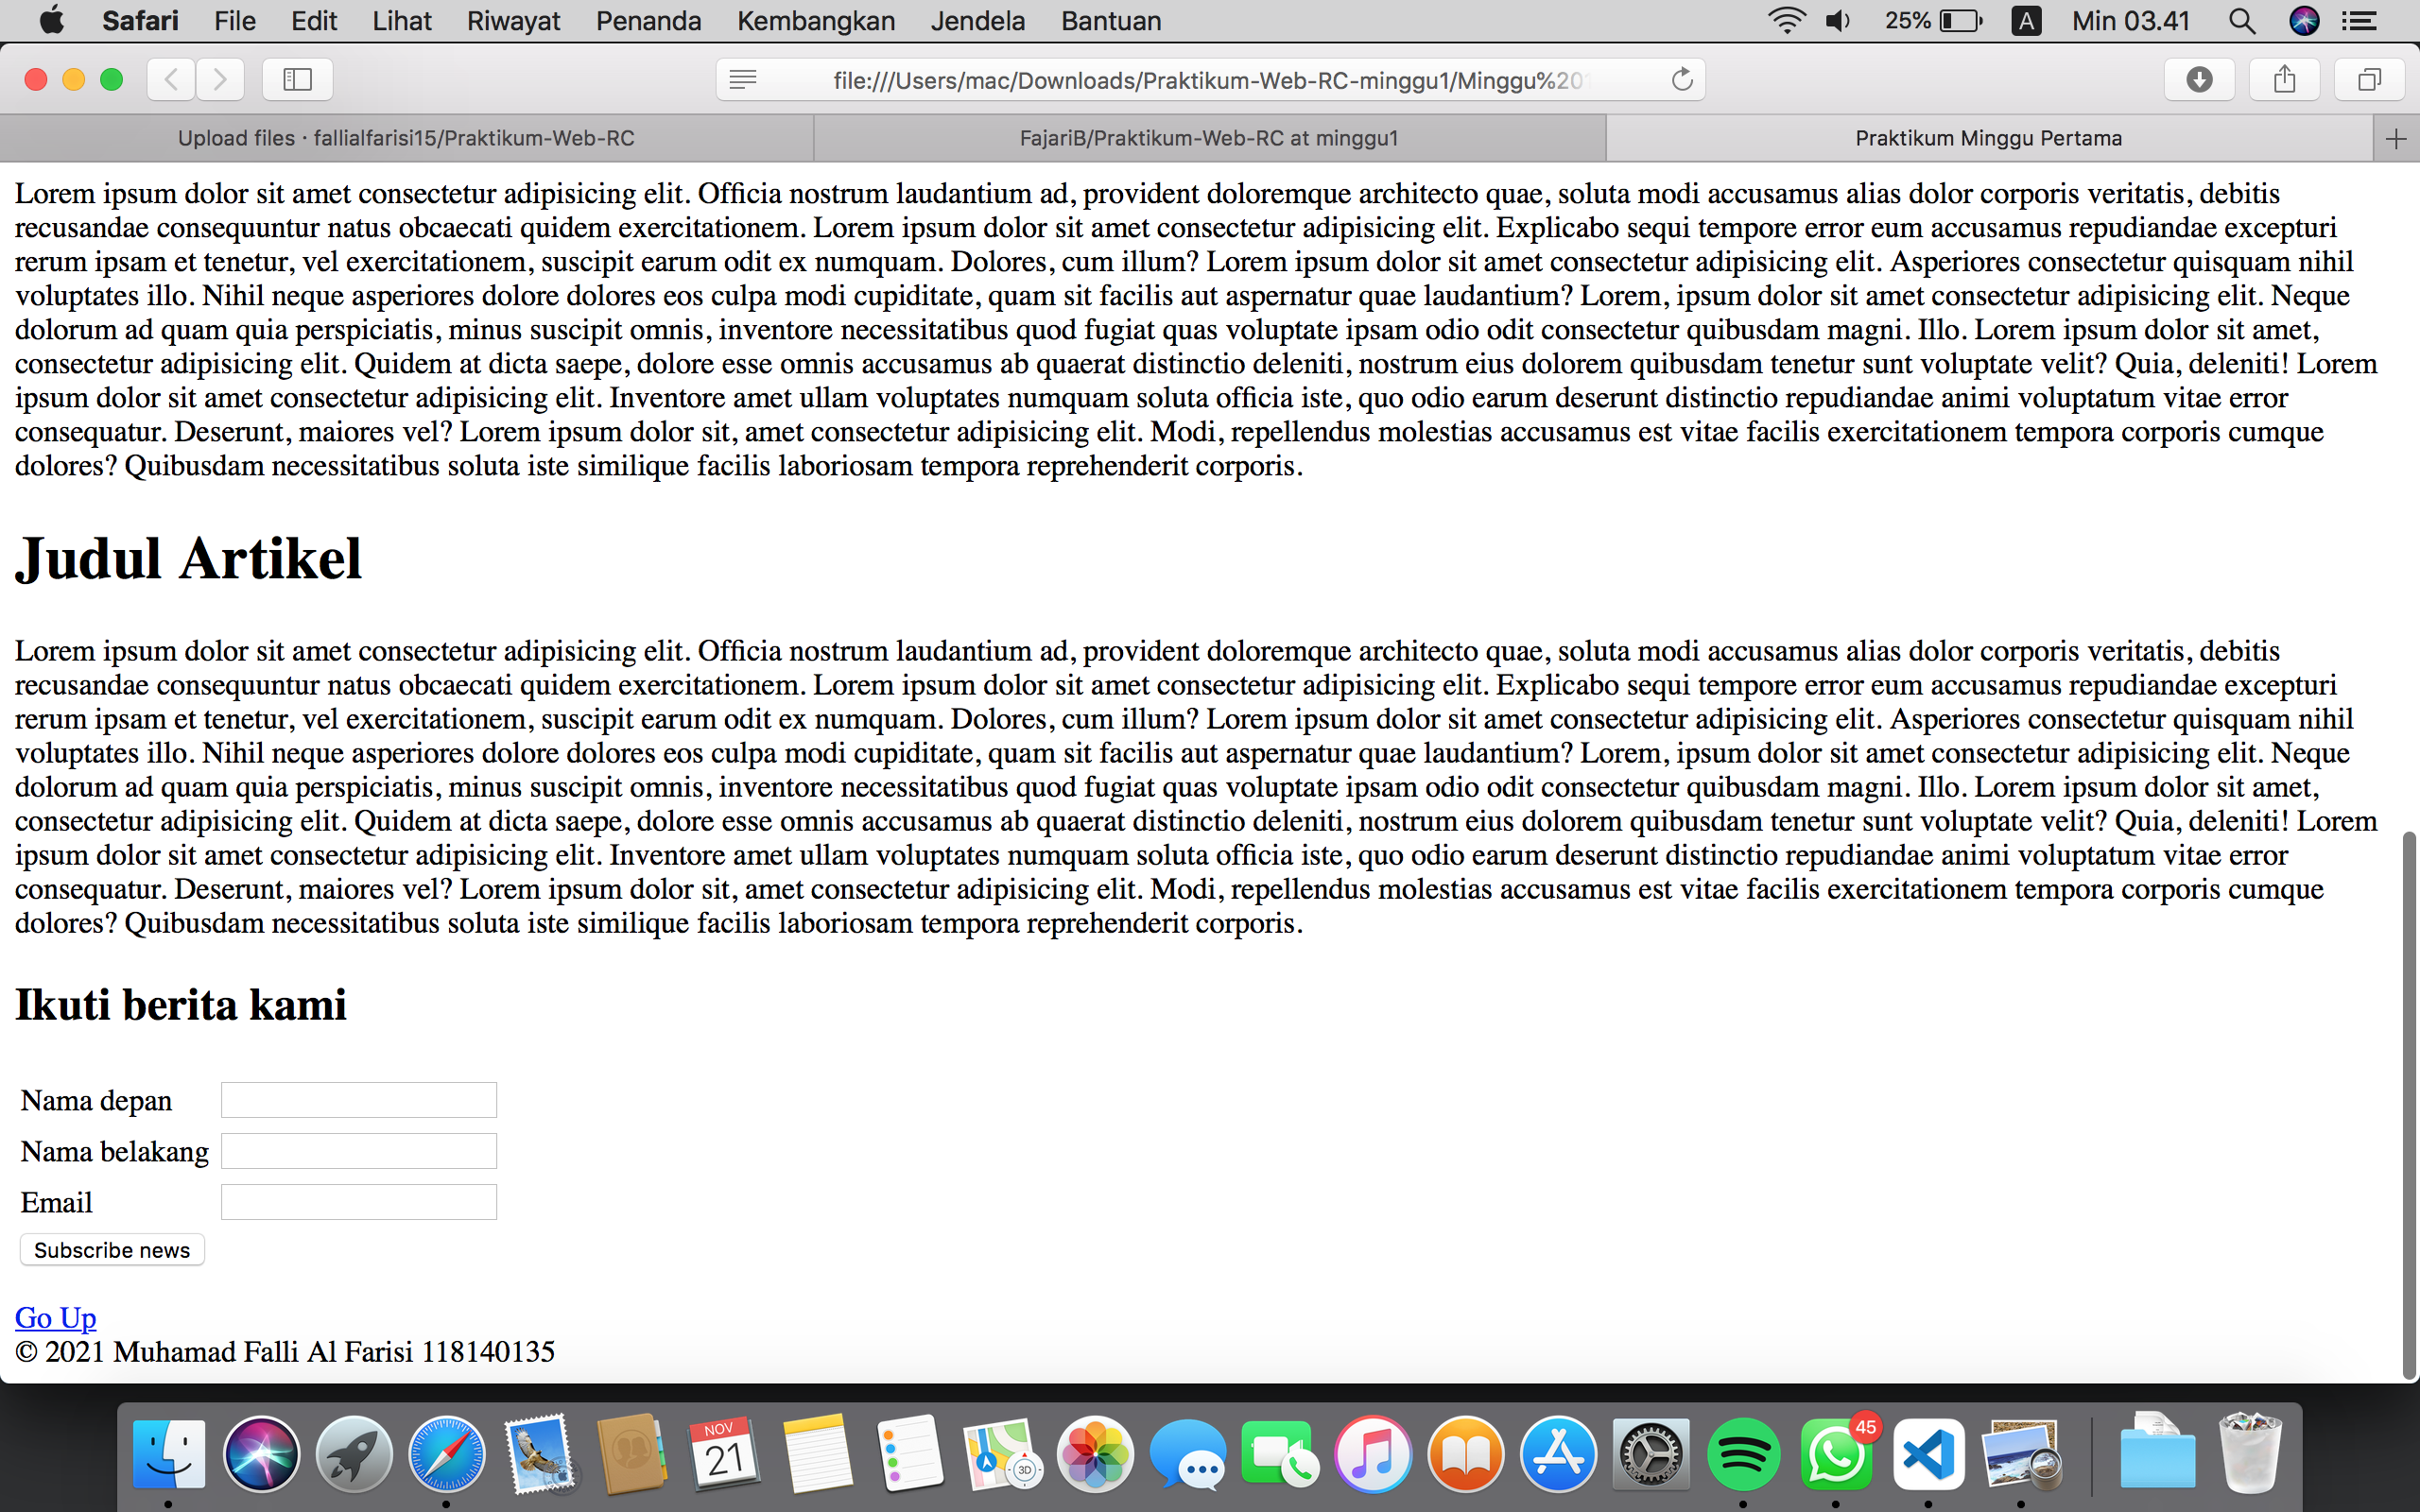 Safari File Edit Lihat Riwayat Penanda Kembangkan Jendela Bantuan 25% A Min 03.41
file:///Users/mac/Downloads/Praktikum-Web-RC-minggu1/Minggu%20
Upload files · fallialfarisi15/Praktikum-Web-RC FajariB/Praktikum-Web-RC at minggu1 Praktikum Minggu Pertama
Lorem ipsum dolor sit amet consectetur adipisicing elit. Officia nostrum laudantium ad, provident doloremque architecto quae, soluta modi accusamus alias dolor corporis veritatis, debitis
recusandae consequuntur natus obcaecati quidem exercitationem. Lorem ipsum dolor sit amet consectetur adipisicing elit. Explicabo sequi tempore error eum accusamus repudiandae excepturi
rerum ipsam et tenetur, vel exercitationem, suscipit earum odit ex numquam. Dolores, cum illum? Lorem ipsum dolor sit amet consectetur adipisicing elit. Asperiores consectetur quisquam nihil
voluptates illo. Nihil neque asperiores dolore dolores eos culpa modi cupiditate, quam sit facilis aut aspernatur quae laudantium? Lorem, ipsum dolor sit amet consectetur adipisicing elit. Neque
dolorum ad quam quia perspiciatis, minus suscipit omnis, inventore necessitatibus quod fugiat quas voluptate ipsam odio odit consectetur quibusdam magni. Illo. Lorem ipsum dolor sit amet,
consectetur adipisicing elit. Quidem at dicta saepe, dolore esse omnis accusamus ab quaerat distinctio deleniti, nostrum eius dolorem quibusdam tenetur sunt voluptate velit? Quia, deleniti! Lorem
ipsum dolor sit amet consectetur adipisicing elit. Inventore amet ullam voluptates numquam soluta officia iste, quo odio earum deserunt distinctio repudiandae animi voluptatum vitae error
consequatur. Deserunt, maiores vel? Lorem ipsum dolor sit, amet consectetur adipisicing elit. Modi, repellendus molestias accusamus est vitae facilis exercitationem tempora corporis cumque
dolores? Quibusdam necessitatibus soluta iste similique facilis laboriosam tempora reprehenderit corporis.
Judul Artikel
Lorem ipsum dolor sit amet consectetur adipisicing elit. Officia nostrum laudantium ad, provident doloremque architecto quae, soluta modi accusamus alias dolor corporis veritatis, debitis
recusandae consequuntur natus obcaecati quidem exercitationem. Lorem ipsum dolor sit amet consectetur adipisicing elit. Explicabo sequi tempore error eum accusamus repudiandae excepturi
rerum ipsam et tenetur, vel exercitationem, suscipit earum odit ex numquam. Dolores, cum illum? Lorem ipsum dolor sit amet consectetur adipisicing elit. Asperiores consectetur quisquam nihil
voluptates illo. Nihil neque asperiores dolore dolores eos culpa modi cupiditate, quam sit facilis aut aspernatur quae laudantium? Lorem, ipsum dolor sit amet consectetur adipisicing elit. Neque
dolorum ad quam quia perspiciatis, minus suscipit omnis, inventore necessitatibus quod fugiat quas voluptate ipsam odio odit consectetur quibusdam magni. Illo. Lorem ipsum dolor sit amet,
consectetur adipisicing elit. Quidem at dicta saepe, dolore esse omnis accusamus ab quaerat distinctio deleniti, nostrum eius dolorem quibusdam tenetur sunt voluptate velit? Quia, deleniti! Lorem
ipsum dolor sit amet consectetur adipisicing elit. Inventore amet ullam voluptates numquam soluta officia iste, quo odio earum deserunt distinctio repudiandae animi voluptatum vitae error
consequatur. Deserunt, maiores vel? Lorem ipsum dolor sit, amet consectetur adipisicing elit. Modi, repellendus molestias accusamus est vitae facilis exercitationem tempora corporis cumque
dolores? Quibusdam necessitatibus soluta iste similique facilis laboriosam tempora reprehenderit corporis.
Ikuti berita kami
Nama depan
Nama belakang
Email
Subscribe news
Go Up
© 2021 Muhamad Falli Al Farisi 118140135
NOV
21
3D
45